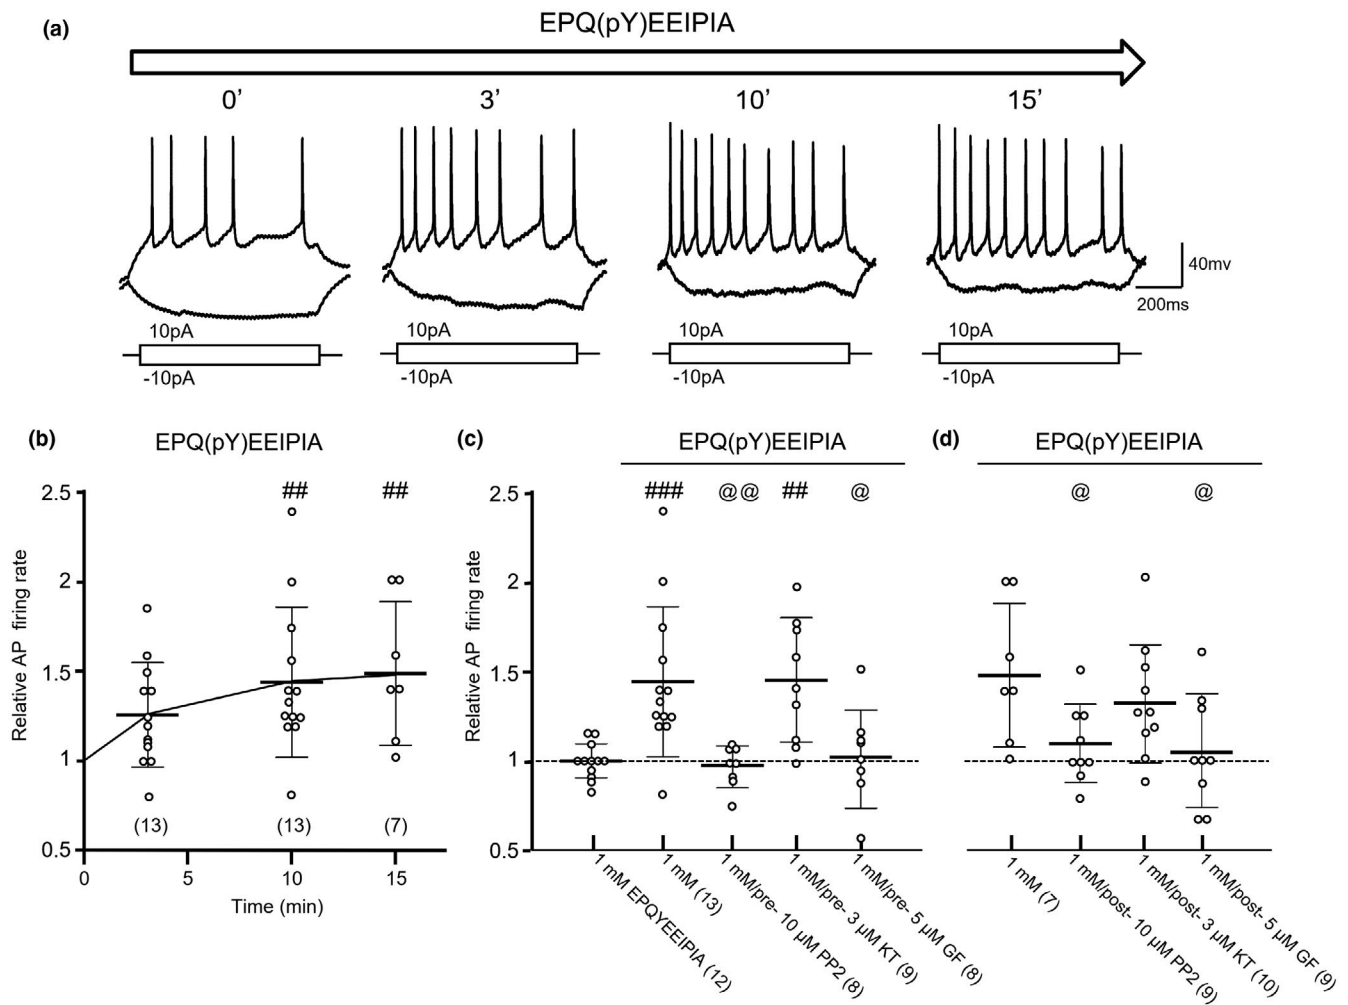 (a)
EPQ(pY)EEIPIA
0’ 3’ 10’ 15’
40mv
200ms
10pA 10pA 10pA 10pA
-10pA -10pA -10pA -10pA
(b)
EPQ(pY)EEIPIA
Relative AP firing rate
2.5
2
1.5
1
0.5
## ##
(13) (13) (7)
0 5 10 15
Time (min)
(c)
EPQ(pY)EEIPIA
Relative AP firing rate
2.5
2
1.5
1
0.5
### @@ ## @
1 mM EPQYEEIPIA (12)
1 mM (13)
1 mM/pre- 10 µM PP2 (8)
1 mM/pre- 3 µM KT (9)
1 mM/pre- 5 µM GF (8)
(d)
EPQ(pY)EEIPIA
@ @
1 mM (7)
1 mM/post- 10 µM PP2 (9)
1 mM/post- 3 µM KT (10)
1 mM/post- 5 µM GF (9)